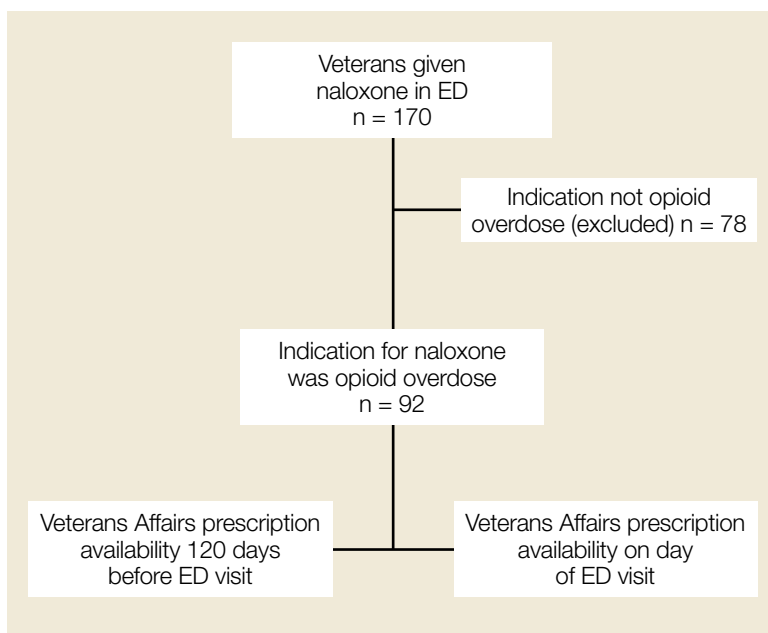 Veterans given
naloxone in ED
n = 170
Indication not opioid
overdose (excluded) n = 78
Indication for naloxone
was opioid overdose
n = 92
Veterans Affairs prescription
availability 120 days
before ED visit
Veterans Affairs prescription
availability on day
of ED visit